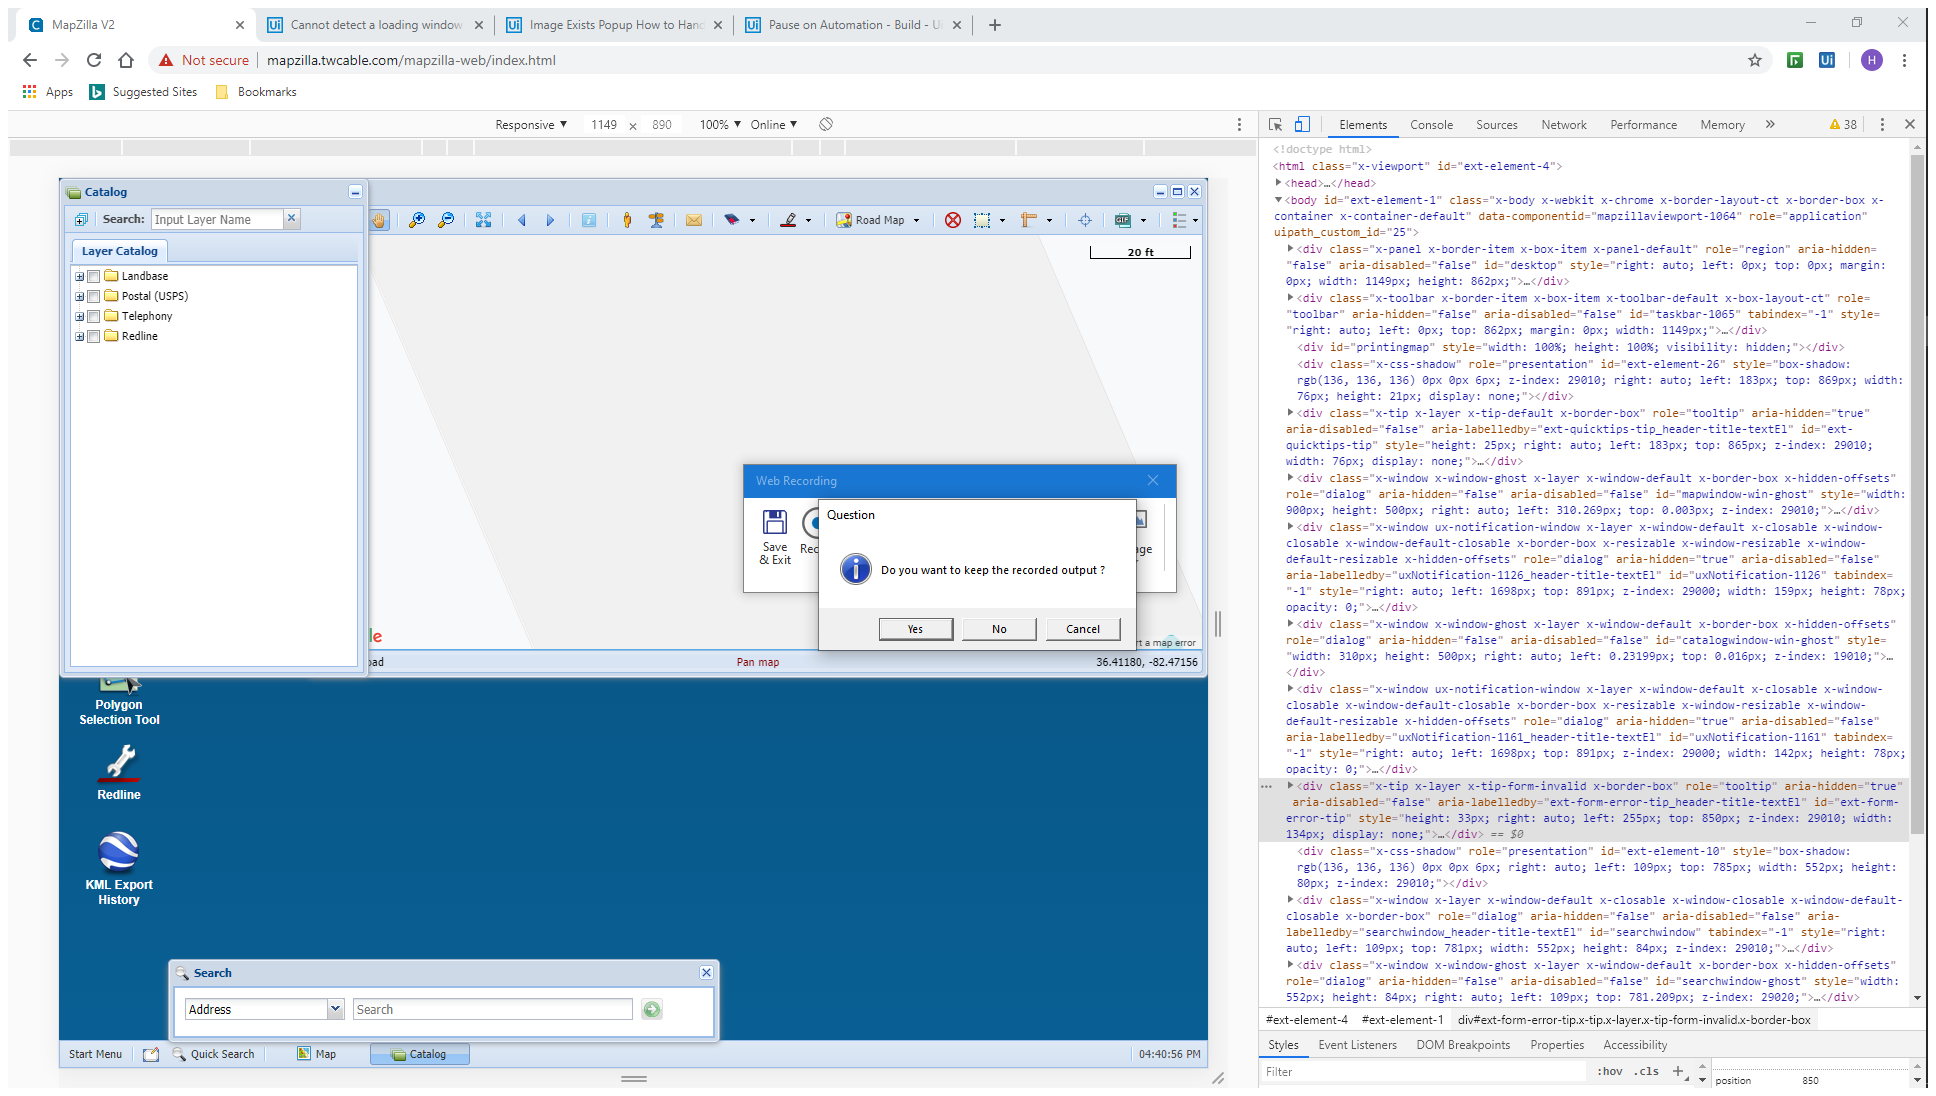 MapZilla V2
Cannot detect a loading window
Image Exists Popup How to Hand
Pause on Automation - Build - Ui
Not secure
mapzilla.twcable.com/mapzilla-web/index.html
H
Apps
Suggested Sites
Bookmarks
Responsive 1149 x 890 100% Online
Elements Console Sources Network Performance Memory 38
Catalog
Search: Input Layer Name
Road Map
GIF
Layer Catalog
Landbase
Postal (USPS)
Telephony
Redline
20 ft
Web Recording
Save
& Exit
Rec
ge
Question
Do you want to keep the recorded output ?
Yes
No
Cancel
le
t a map error
oad
Pan map
36.41180, -82.47156
Polygon
Selection Tool
Redline
KML Export
History
Search
Address
Search
Start Menu
Quick Search
Map
Catalog
04:40:56 PM
<!doctype html>
<html class="x-viewport" id="ext-element-4">
<head>…</head>
<body id="ext-element-1" class="x-body x-webkit x-chrome x-border-layout-ct x-border-box x-
container x-container-default" data-componentid="mapzillaviewport-1064" role="application"
uipath_custom_id="25">
<div class="x-panel x-border-item x-box-item x-panel-default" role="region" aria-hidden=
"false" aria-disabled="false" id="desktop" style="right: auto; left: 0px; top: 0px; margin:
0px; width: 1149px; height: 862px;">…</div>
<div class="x-toolbar x-border-item x-box-item x-toolbar-default x-box-layout-ct" role=
"toolbar" aria-hidden="false" aria-disabled="false" id="taskbar-1065" tabindex="-1" style=
"right: auto; left: 0px; top: 862px; margin: 0px; width: 1149px;">…</div>
<div id="printingmap" style="width: 100%; height: 100%; visibility: hidden;"></div>
<div class="x-css-shadow" role="presentation" id="ext-element-26" style="box-shadow:
rgb(136, 136, 136) 0px 0px 6px; z-index: 29010; right: auto; left: 183px; top: 869px; width:
76px; height: 21px; display: none;"></div>
<div class="x-tip x-layer x-tip-default x-border-box" role="tooltip" aria-hidden="true"
aria-disabled="false" aria-labelledby="ext-quicktips-tip_header-title-textEl" id="ext-
quicktips-tip" style="height: 25px; right: auto; left: 183px; top: 865px; z-index: 29010;
width: 76px; display: none;">…</div>
<div class="x-window x-window-ghost x-layer x-window-default x-border-box x-hidden-offsets"
role="dialog" aria-hidden="false" aria-disabled="false" id="mapwindow-win-ghost" style="width:
900px; height: 500px; right: auto; left: 310.269px; top: 0.003px; z-index: 29010;">…</div>
<div class="x-window ux-notification-window x-layer x-window-default x-closable x-window-
closable x-window-default-closable x-border-box x-resizable x-window-resizable x-window-
default-resizable x-hidden-offsets" role="dialog" aria-hidden="true" aria-disabled="false"
aria-labelledby="uxNotification-1126_header-title-textEl" id="uxNotification-1126" tabindex=
"-1" style="right: auto; left: 1698px; top: 891px; z-index: 29000; width: 159px; height: 78px;
opacity: 0;">…</div>
<div class="x-window x-window-ghost x-layer x-window-default x-border-box x-hidden-offsets"
role="dialog" aria-hidden="false" aria-disabled="false" id="catalogwindow-win-ghost" style=
"width: 310px; height: 500px; right: auto; left: 0.23199px; top: 0.016px; z-index: 19010;">…
</div>
<div class="x-window ux-notification-window x-layer x-window-default x-closable x-window-
closable x-window-default-closable x-border-box x-resizable x-window-resizable x-window-
default-resizable x-hidden-offsets" role="dialog" aria-hidden="true" aria-disabled="false"
aria-labelledby="uxNotification-1161_header-title-textEl" id="uxNotification-1161" tabindex=
"-1" style="right: auto; left: 1698px; top: 891px; z-index: 29000; width: 142px; height: 78px;
opacity: 0;">…</div>
<div class="x-tip x-layer x-tip-form-invalid x-border-box" role="tooltip" aria-hidden="true"
aria-disabled="false" aria-labelledby="ext-form-error-tip_header-title-textEl" id="ext-form-
error-tip" style="height: 33px; right: auto; left: 255px; top: 850px; z-index: 29010; width:
134px; display: none;">…</div> == $0
<div class="x-css-shadow" role="presentation" id="ext-element-10" style="box-shadow:
rgb(136, 136, 136) 0px 0px 6px; right: auto; left: 109px; top: 785px; width: 552px; height:
80px; z-index: 29010;"></div>
<div class="x-window x-layer x-window-default x-closable x-window-closable x-window-default-
closable x-border-box" role="dialog" aria-hidden="false" aria-disabled="false" aria-
labelledby="searchwindow_header-title-textEl" id="searchwindow" tabindex="-1" style="right:
auto; left: 109px; top: 781px; width: 552px; height: 84px; z-index: 29010;">…</div>
<div class="x-window x-window-ghost x-layer x-window-default x-border-box x-hidden-offsets"
role="dialog" aria-hidden="false" aria-disabled="false" id="searchwindow-ghost" style="width:
552px; height: 84px; right: auto; left: 109px; top: 781.209px; z-index: 29020;">…</div>
#ext-element-4 #ext-element-1 div#ext-form-error-tip.x-tip.x-layer.x-tip-form-invalid.x-border-box
Styles Event Listeners DOM Breakpoints Properties Accessibility
Filter :hov .cls +
position 850